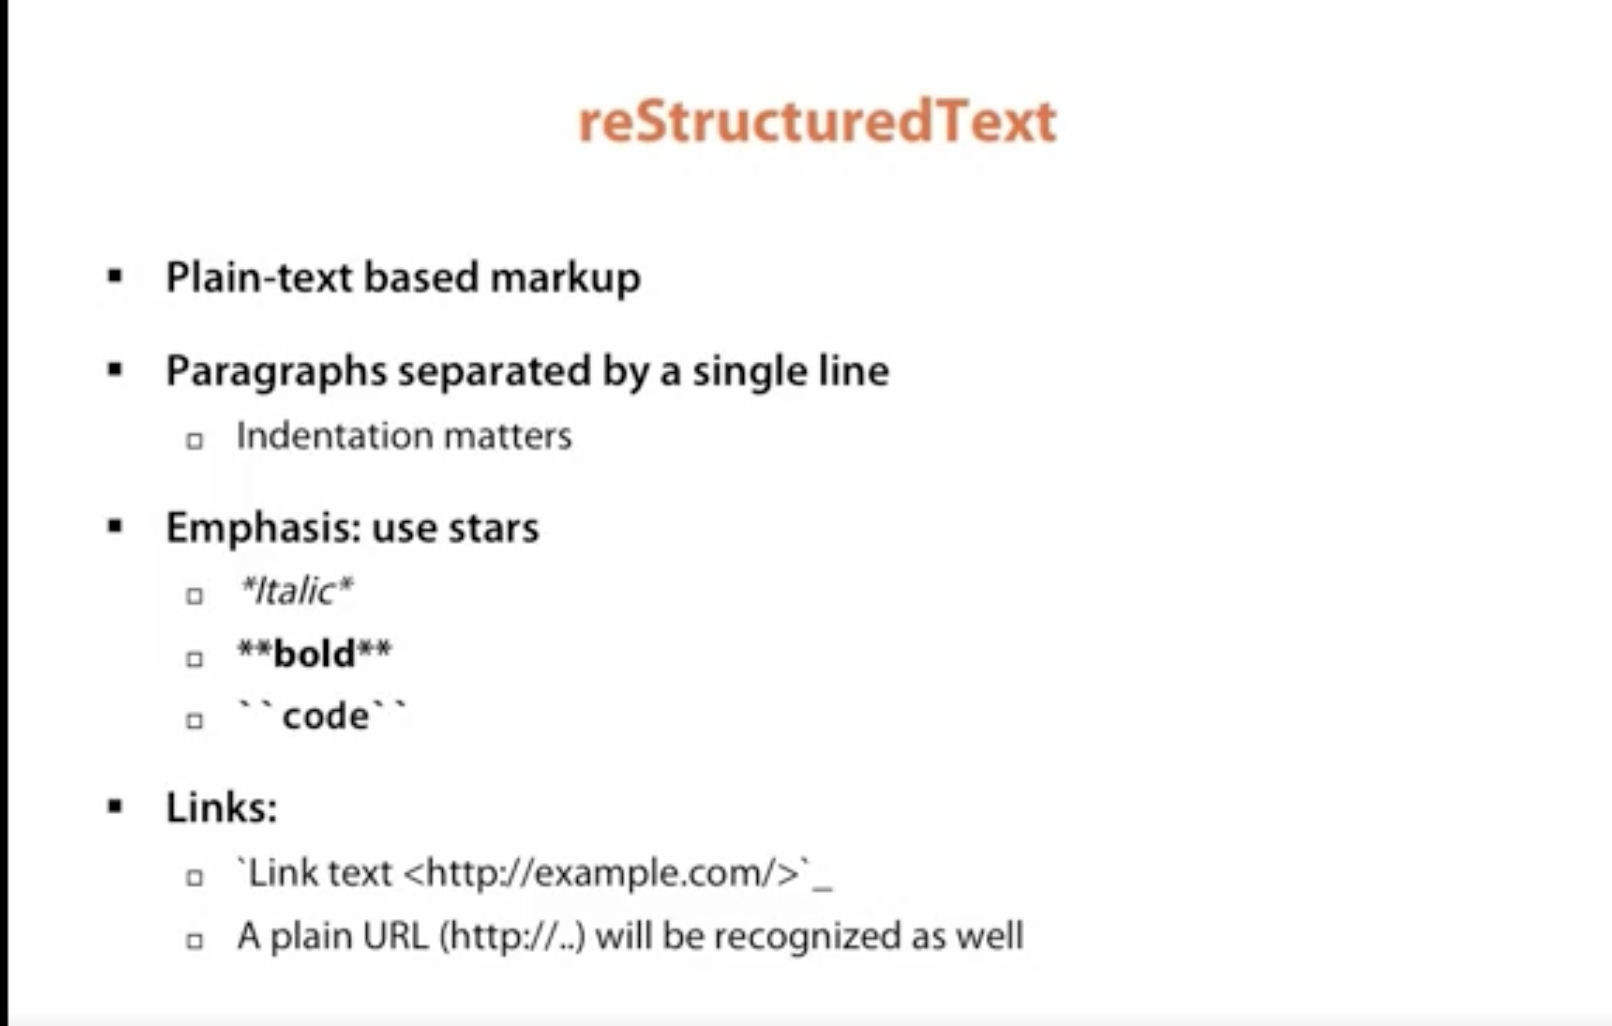 reStructuredText
▪ Plain-text based markup
▪ Paragraphs separated by a single line
▫ Indentation matters
▪ Emphasis: use stars
▫ *Italic*
▫ **bold**
▫ ``code``
▪ Links:
▫ `Link text <http://example.com/>`_
▫ A plain URL (http://..) will be recognized as well